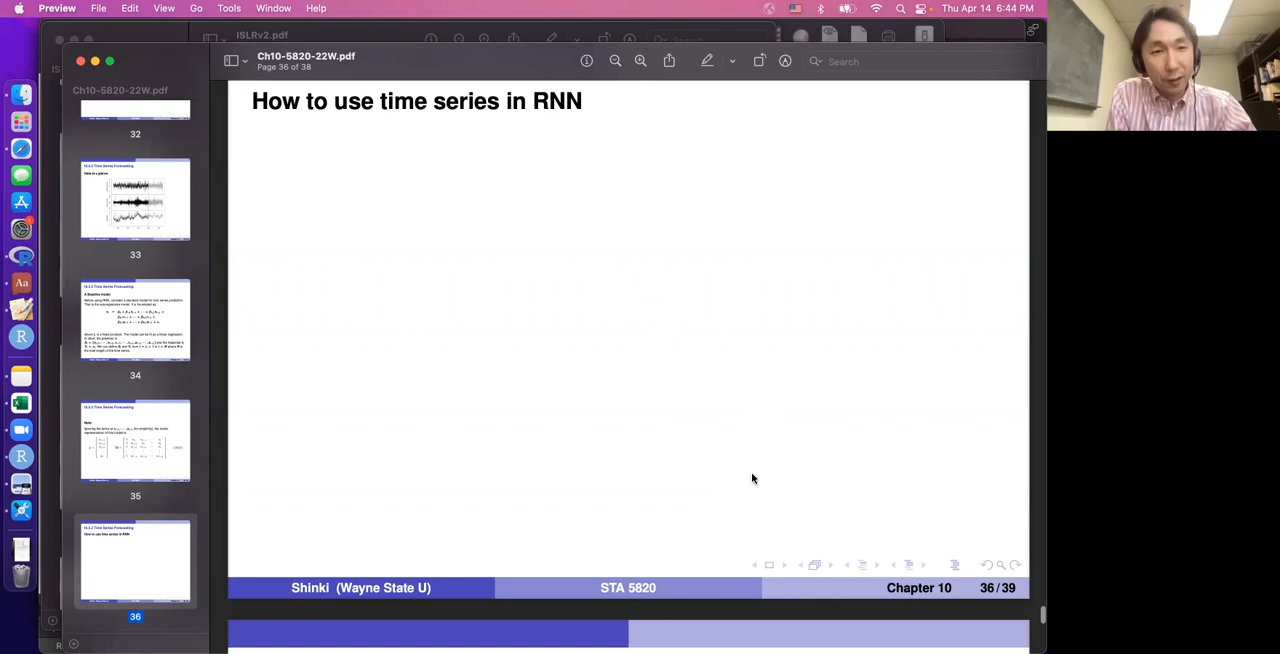 Preview File Edit View Go Tools Window Help Thu Apr 14 6:44 PM
ISLRv2.pdf
Ch10-5820-22W.pdf
Page 36 of 38
Search
Ch10-5820-22W.pdf
32
33
34
35
36
How to use time series in RNN
Shinki (Wayne State U) STA 5820 Chapter 10 36/39